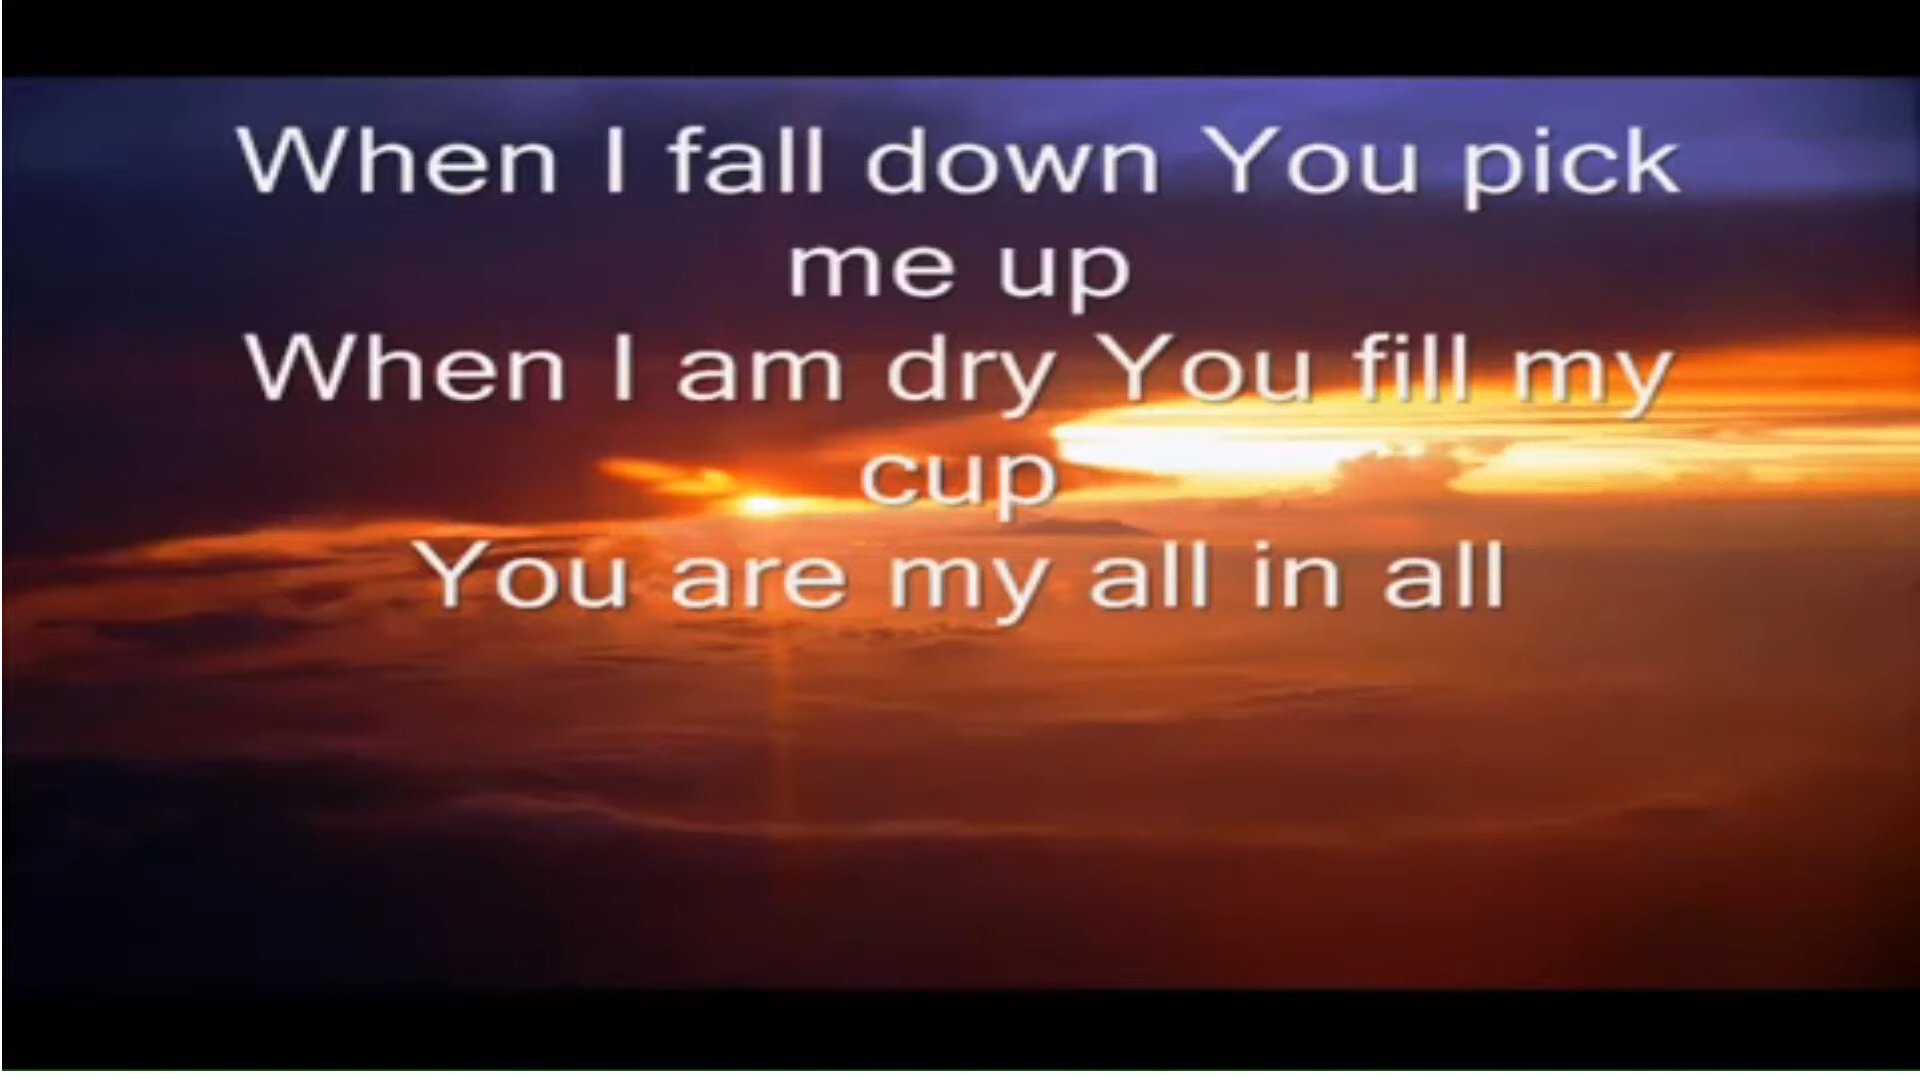 When I fall down You pick
me up
When I am dry You fill my
cup
You are my all in all